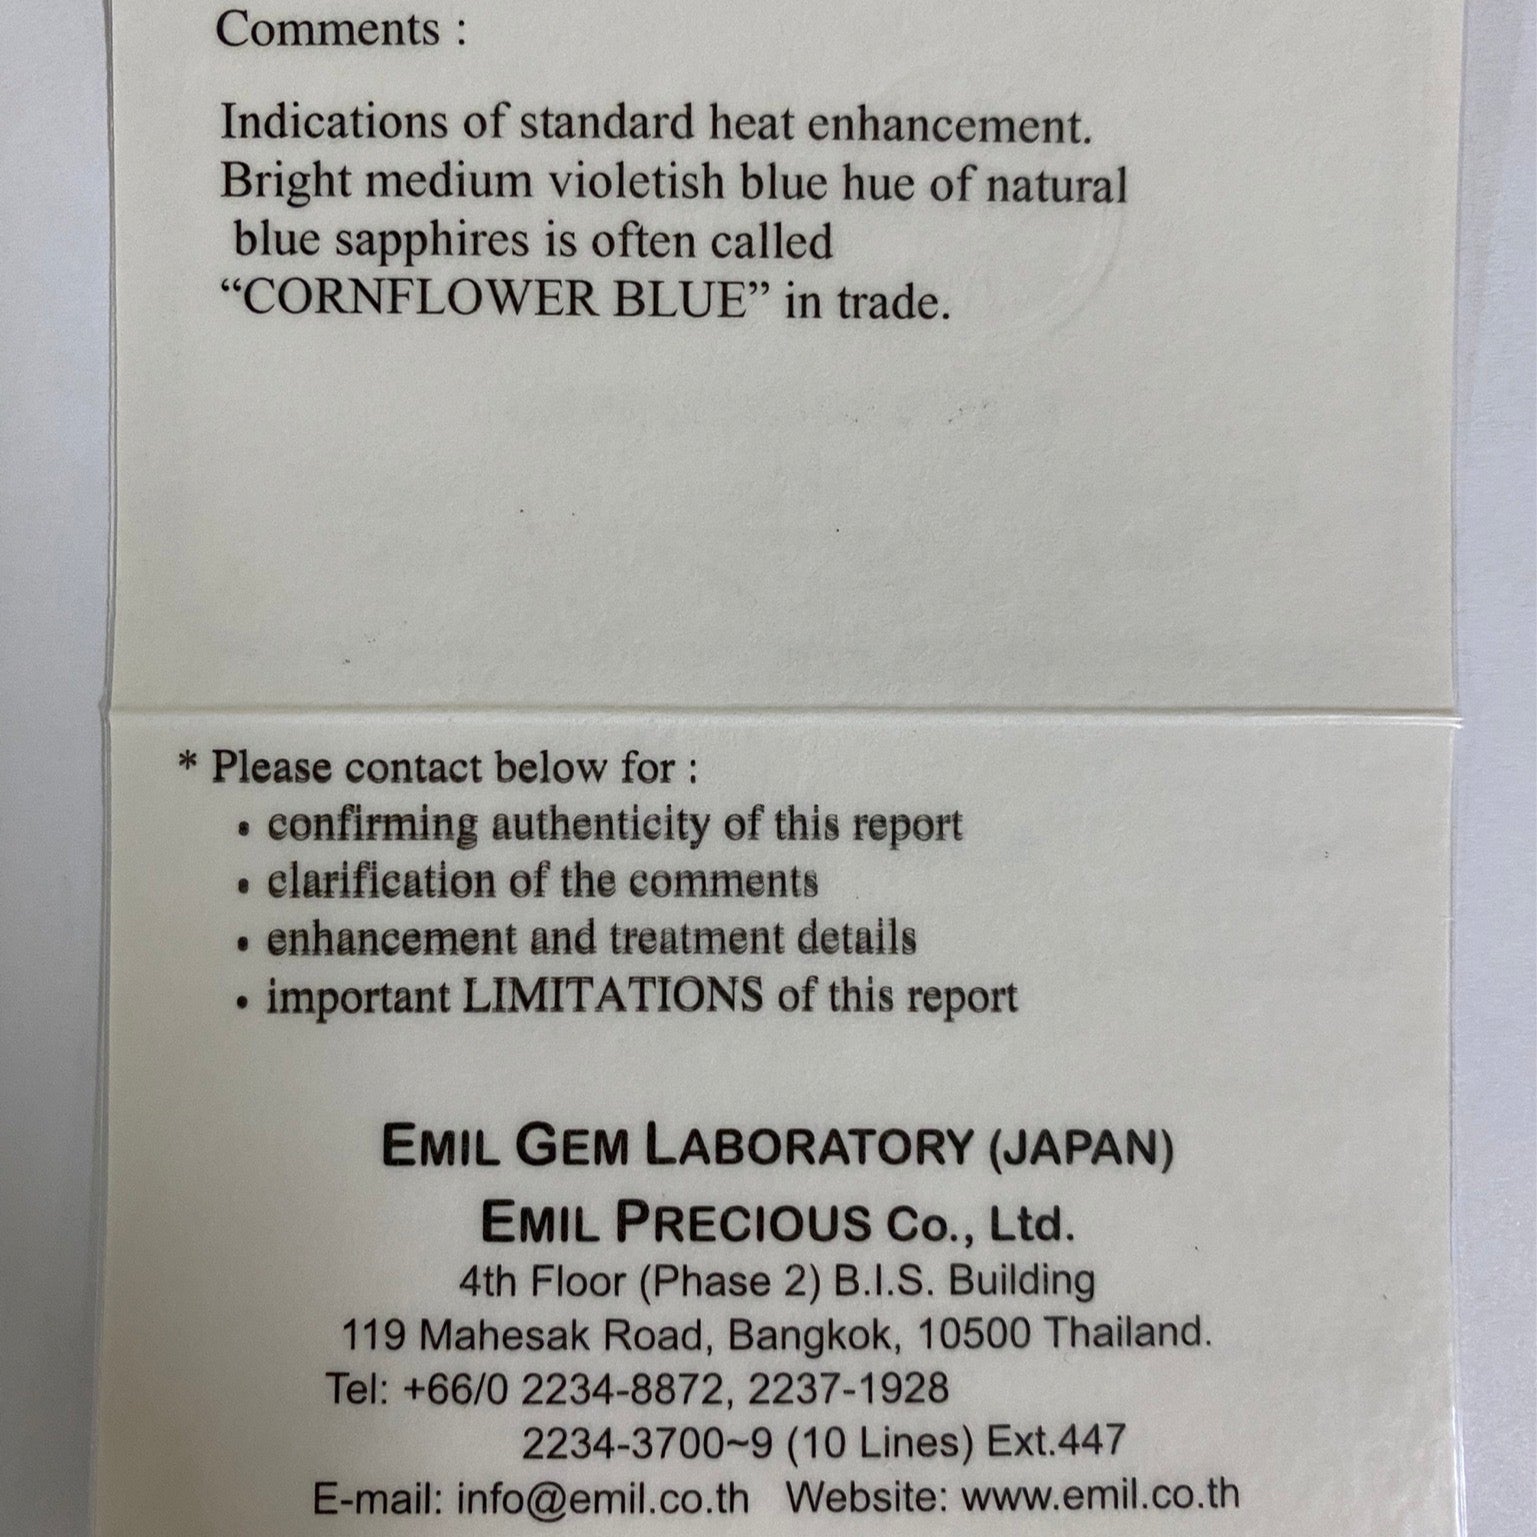 Comments :
Indications of standard heat enhancement.
Bright medium violetish blue hue of natural
blue sapphires is often called
“CORNFLOWER BLUE” in trade.
* Please contact below for :
• confirming authenticity of this report
• clarification of the comments
• enhancement and treatment details
• important LIMITATIONS of this report
EMIL GEM LABORATORY (JAPAN)
EMIL PRECIOUS Co., Ltd.
4th Floor (Phase 2) B.I.S. Building
119 Mahesak Road, Bangkok, 10500 Thailand.
Tel: +66/0 2234-8872, 2237-1928
2234-3700~9 (10 Lines) Ext.447
E-mail: info@emil.co.th Website: www.emil.co.th